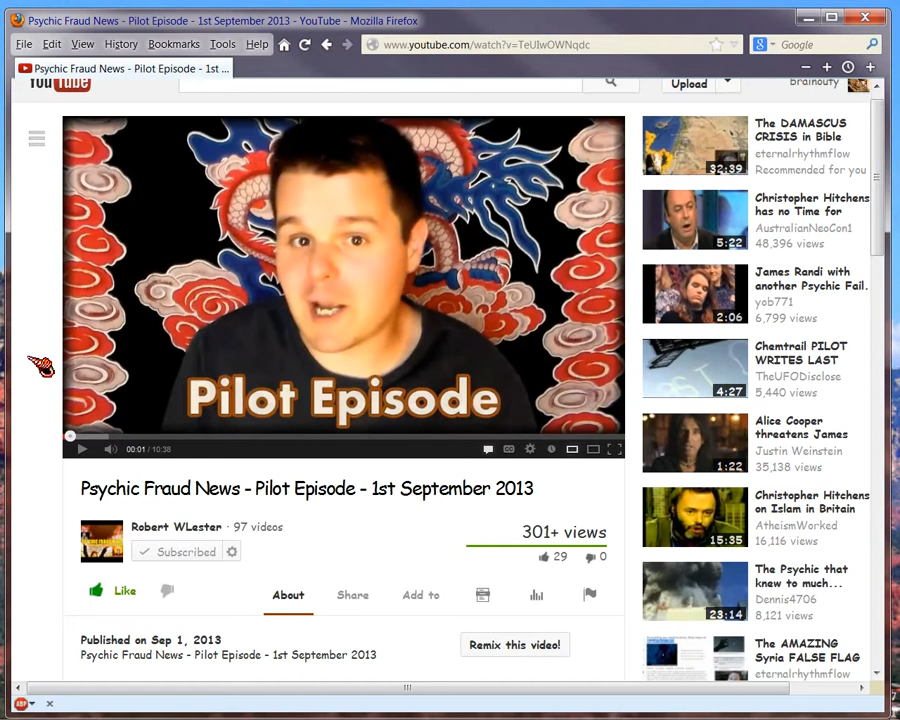 Psychic Fraud News - Pilot Episode - 1st September 2013 - YouTube - Mozilla Firefox
File Edit View History Bookmarks Tools Help
www.youtube.com/watch?v=TeUIwOWNqdc
Google
Psychic Fraud News - Pilot Episode - 1st ...
YouTube
Upload
brainouty
Pilot Episode
00:01 / 10:38
Psychic Fraud News - Pilot Episode - 1st September 2013
Robert WLester · 97 videos
Subscribed
301+ views
29 0
Like
About Share Add to
Published on Sep 1, 2013
Psychic Fraud News - Pilot Episode - 1st September 2013
Remix this video!
The DAMASCUS
CRISIS in Bible
eternalrhythmflow
Recommended for you
32:39
Christopher Hitchens
has no Time for
AustralianNeoCon1
48,396 views
5:22
James Randi with
another Psychic Fail.
yob771
6,799 views
2:06
Chemtrail PILOT
WRITES LAST
TheUFODisclose
5,440 views
4:27
Alice Cooper
threatens James
Justin Weinstein
35,138 views
1:22
Christopher Hitchens
on Islam in Britain
AtheismWorked
16,116 views
15:35
The Psychic that
knew to much...
Dennis4706
8,121 views
23:14
The AMAZING
Syria FALSE FLAG
eternalrhythmflow
ABP